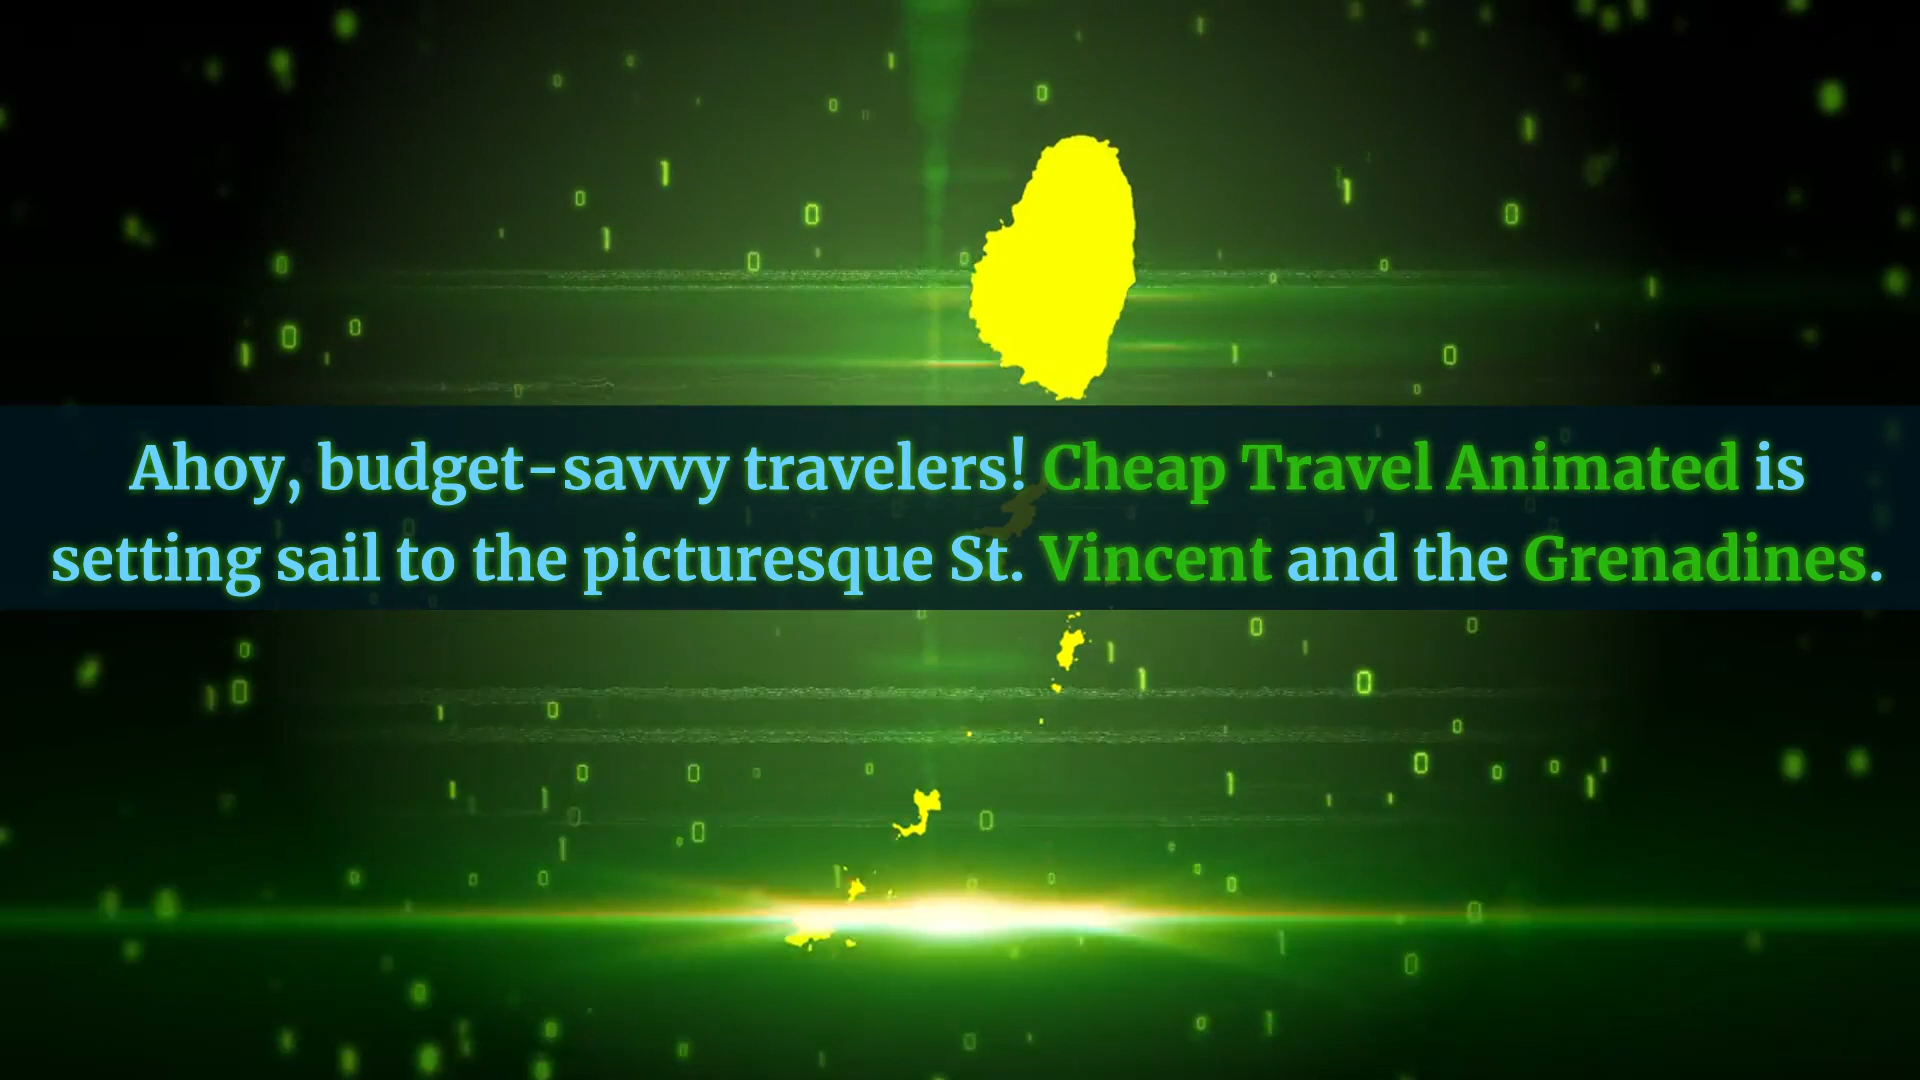 Ahoy, budget-savvy travelers! Cheap Travel Animated is
setting sail to the picturesque St. Vincent and the Grenadines.